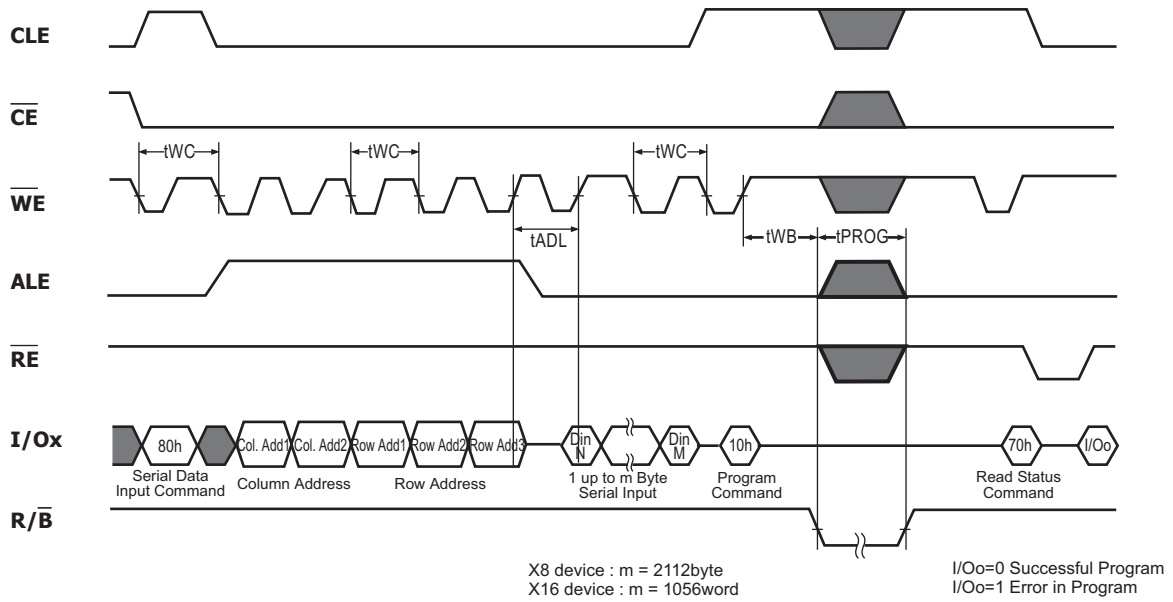 CLE
C̅E̅
tWC tWC tWC
W̅E̅
tADL tWB tPROG
ALE
R̅E̅
I/Ox 80h Col. Add1 Col. Add2 Row Add1 Row Add2 Row Add3 Din N Din M 10h 70h I/Oo
Serial Data Input Command
Column Address
Row Address
1 up to m Byte Serial Input
Program Command
Read Status Command
R/B̅
X8 device : m = 2112byte
X16 device : m = 1056word
I/Oo=0 Successful Program
I/Oo=1 Error in Program